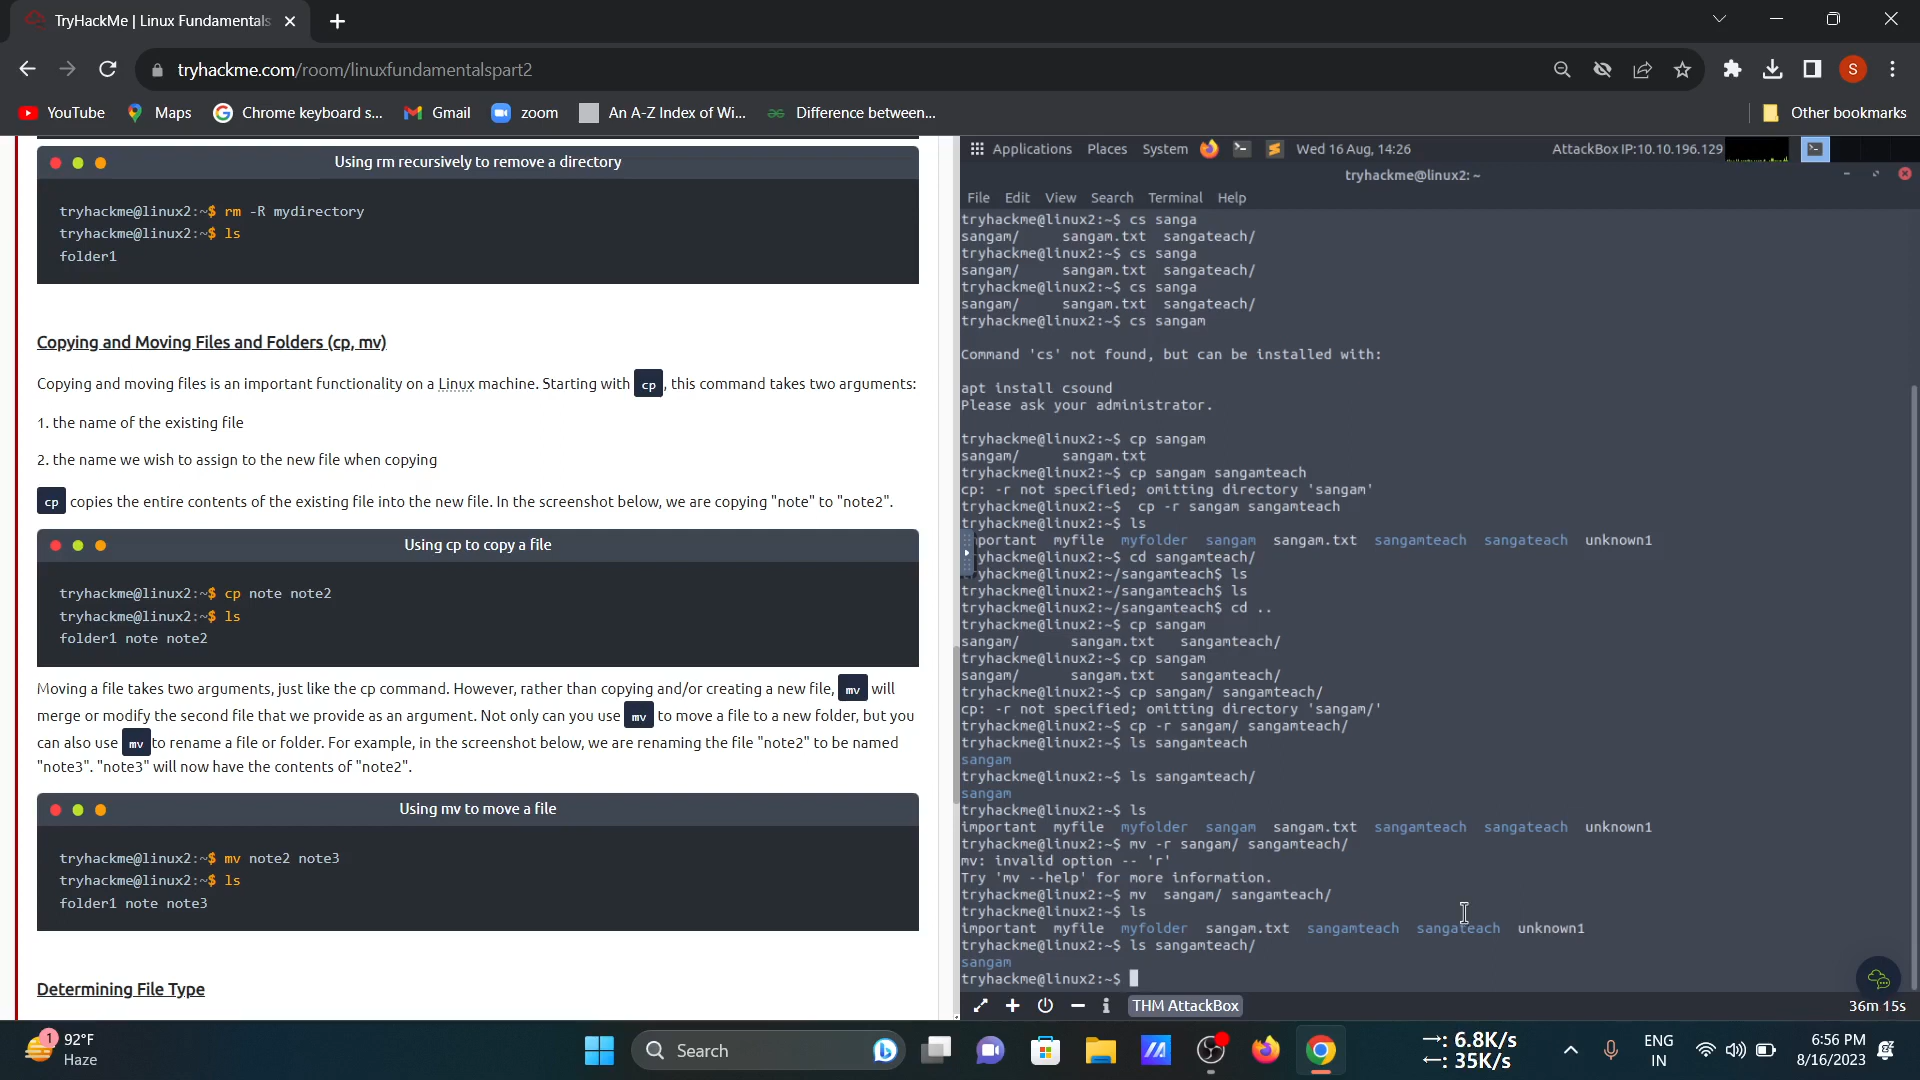 TryHackMe | Linux Fundamentals
tryhackme.com/room/linuxfundamentalspart2
S
YouTube
Maps
Chrome keyboard s...
Gmail
zoom
An A-Z Index of Wi...
Difference between...
Other bookmarks
Using rm recursively to remove a directory
tryhackme@linux2:~$ rm -R mydirectory
tryhackme@linux2:~$ ls
folder1
Copying and Moving Files and Folders (cp, mv)
Copying and moving files is an important functionality on a Linux machine. Starting with cp, this command takes two arguments:
1. the name of the existing file
2. the name we wish to assign to the new file when copying
cp copies the entire contents of the existing file into the new file. In the screenshot below, we are copying "note" to "note2".
Using cp to copy a file
tryhackme@linux2:~$ cp note note2
tryhackme@linux2:~$ ls
folder1 note note2
Moving a file takes two arguments, just like the cp command. However, rather than copying and/or creating a new file, mv will
merge or modify the second file that we provide as an argument. Not only can you use mv to move a file to a new folder, but you
can also use mv to rename a file or folder. For example, in the screenshot below, we are renaming the file "note2" to be named
"note3". "note3" will now have the contents of "note2".
Using mv to move a file
tryhackme@linux2:~$ mv note2 note3
tryhackme@linux2:~$ ls
folder1 note note3
Determining File Type
Applications Places System Wed 16 Aug, 14:26 AttackBox IP:10.10.196.129
tryhackme@linux2: ~
File Edit View Search Terminal Help
tryhackme@linux2:~$ cs sanga
sangam/ sangam.txt sangateach/
tryhackme@linux2:~$ cs sanga
sangam/ sangam.txt sangateach/
tryhackme@linux2:~$ cs sanga
sangam/ sangam.txt sangateach/
tryhackme@linux2:~$ cs sangam
Command 'cs' not found, but can be installed with:
apt install csound
Please ask your administrator.
tryhackme@linux2:~$ cp sangam
sangam/ sangam.txt
tryhackme@linux2:~$ cp sangam sangamteach
cp: -r not specified; omitting directory 'sangam'
tryhackme@linux2:~$  cp -r sangam sangamteach
tryhackme@linux2:~$ ls
portant myfile myfolder sangam sangam.txt sangamteach sangateach unknown1
yhackme@linux2:~$ cd sangamteach/
yhackme@linux2:~/sangamteach$ ls
tryhackme@linux2:~/sangamteach$ ls
tryhackme@linux2:~/sangamteach$ cd ..
tryhackme@linux2:~$ cp sangam
sangam/ sangam.txt sangamteach/
tryhackme@linux2:~$ cp sangam
sangam/ sangam.txt sangamteach/
tryhackme@linux2:~$ cp sangam/ sangamteach/
cp: -r not specified; omitting directory 'sangam/'
tryhackme@linux2:~$ cp -r sangam/ sangamteach/
tryhackme@linux2:~$ ls sangamteach
sangam
tryhackme@linux2:~$ ls sangamteach/
sangam
tryhackme@linux2:~$ ls
important myfile myfolder sangam sangam.txt sangamteach sangateach unknown1
tryhackme@linux2:~$ mv -r sangam/ sangamteach/
mv: invalid option -- 'r'
Try 'mv --help' for more information.
tryhackme@linux2:~$ mv  sangam/ sangamteach/
tryhackme@linux2:~$ ls
important myfile myfolder sangam.txt sangamteach sangateach unknown1
tryhackme@linux2:~$ ls sangamteach/
sangam
tryhackme@linux2:~$
THM AttackBox
36m 15s
1
92°F
Haze
Search
→: 6.8K/s
←: 35K/s
ENG
IN
6:56 PM
8/16/2023